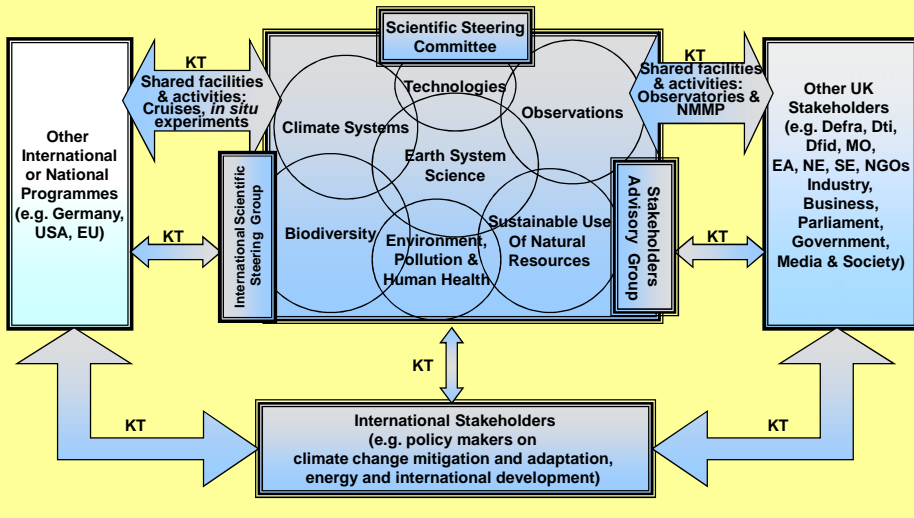 Scientific Steering
Committee
KT
Shared facilities
& activities:
Cruises, in situ
experiments
KT
Shared facilities
& activities:
Observatories &
NMMP
Other
International
or National
Programmes
(e.g. Germany,
USA, EU)
Technologies
Climate Systems
Observations
Earth System
Science
Biodiversity
Environment,
Pollution &
Human Health
Sustainable Use
Of Natural
Resources
International Scientific
Steering Group
Stakeholders
Advisory Group
Other UK
Stakeholders
(e.g. Defra, Dti,
Dfid, MO,
EA, NE, SE, NGOs
Industry,
Business,
Parliament,
Government,
Media & Society)
KT
KT
KT
KT
KT
International Stakeholders
(e.g. policy makers on
climate change mitigation and adaptation,
energy and international development)